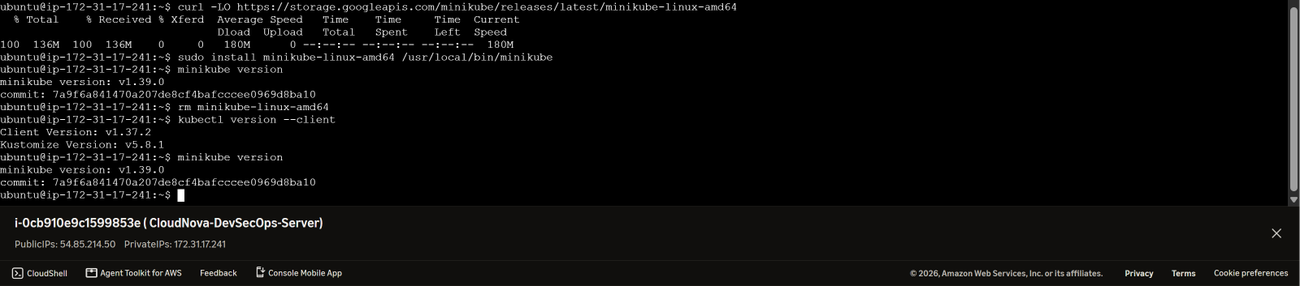 ubuntu@ip-172-31-17-241:~$ curl -LO https://storage.googleapis.com/minikube/releases/latest/minikube-linux-amd64
  % Total    % Received % Xferd  Average Speed   Time    Time     Time  Current
                                 Dload  Upload   Total   Spent    Left  Speed
100  136M  100  136M    0     0   180M      0 --:--:-- --:--:-- --:--:--  180M
ubuntu@ip-172-31-17-241:~$ sudo install minikube-linux-amd64 /usr/local/bin/minikube
ubuntu@ip-172-31-17-241:~$ minikube version
minikube version: v1.39.0
commit: 7a9f6a841470a207de8cf4bafcccee0969d8ba10
ubuntu@ip-172-31-17-241:~$ rm minikube-linux-amd64
ubuntu@ip-172-31-17-241:~$ kubectl version --client
Client Version: v1.37.2
Kustomize Version: v5.8.1
ubuntu@ip-172-31-17-241:~$ minikube version
minikube version: v1.39.0
commit: 7a9f6a841470a207de8cf4bafcccee0969d8ba10
ubuntu@ip-172-31-17-241:~$
i-0cb910e9c1599853e (CloudNova-DevSecOps-Server)
PublicIPs: 54.85.214.50 PrivateIPs: 172.31.17.241
CloudShell Agent Toolkit for AWS Feedback Console Mobile App © 2026, Amazon Web Services, Inc. or its affiliates. Privacy Terms Cookie preferences